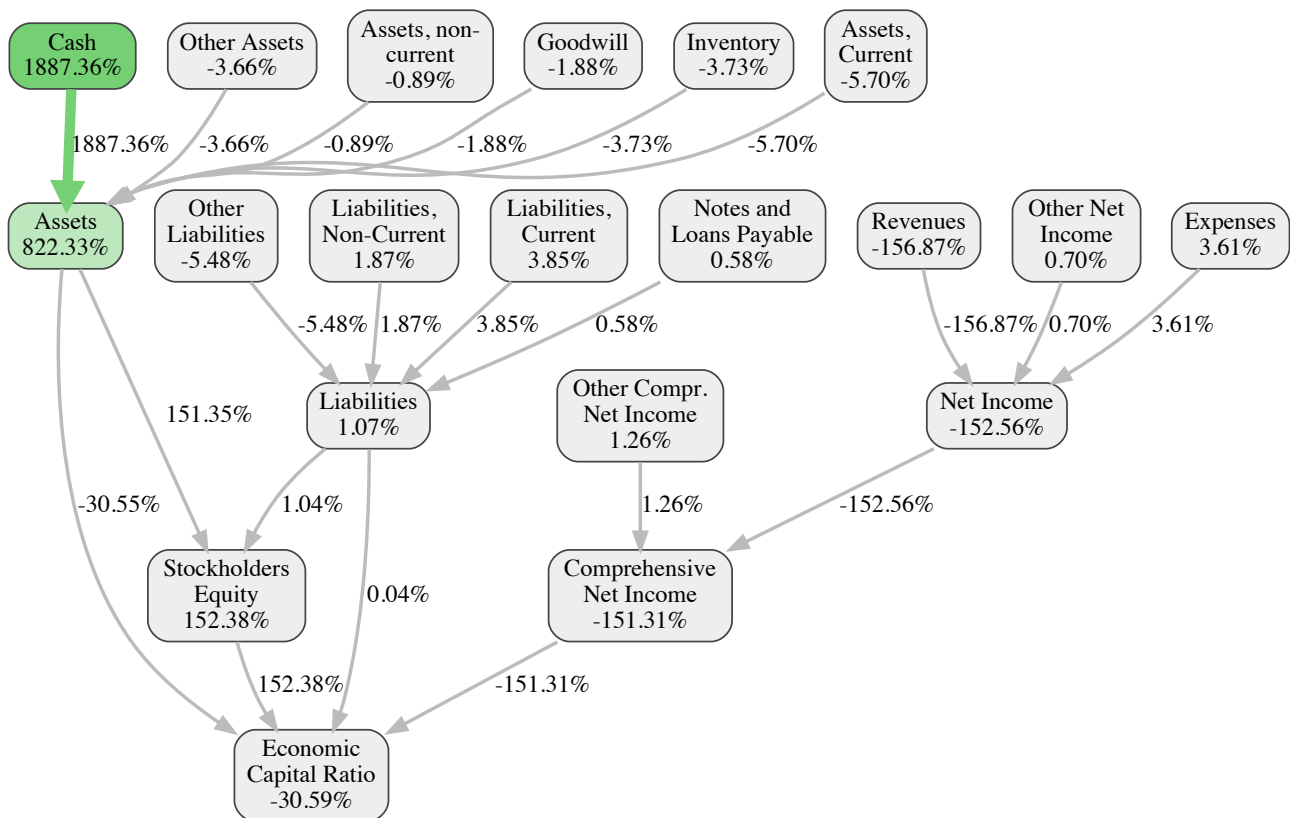 Cash
1887.36%
Other Assets
-3.66%
Assets, non-
current
-0.89%
Goodwill
-1.88%
Inventory
-3.73%
Assets,
Current
-5.70%
1887.36%
-3.66%
-0.89%
-1.88%
-3.73%
-5.70%
Assets
822.33%
Other
Liabilities
-5.48%
Liabilities,
Non-Current
1.87%
Liabilities,
Current
3.85%
Notes and
Loans Payable
0.58%
Revenues
-156.87%
Other Net
Income
0.70%
Expenses
3.61%
-5.48%
1.87%
3.85%
0.58%
-156.87%
0.70%
3.61%
151.35%
Liabilities
1.07%
Other Compr.
Net Income
1.26%
Net Income
-152.56%
-30.55%
1.04%
1.26%
-152.56%
Stockholders
Equity
152.38%
0.04%
Comprehensive
Net Income
-151.31%
152.38%
-151.31%
Economic
Capital Ratio
-30.59%